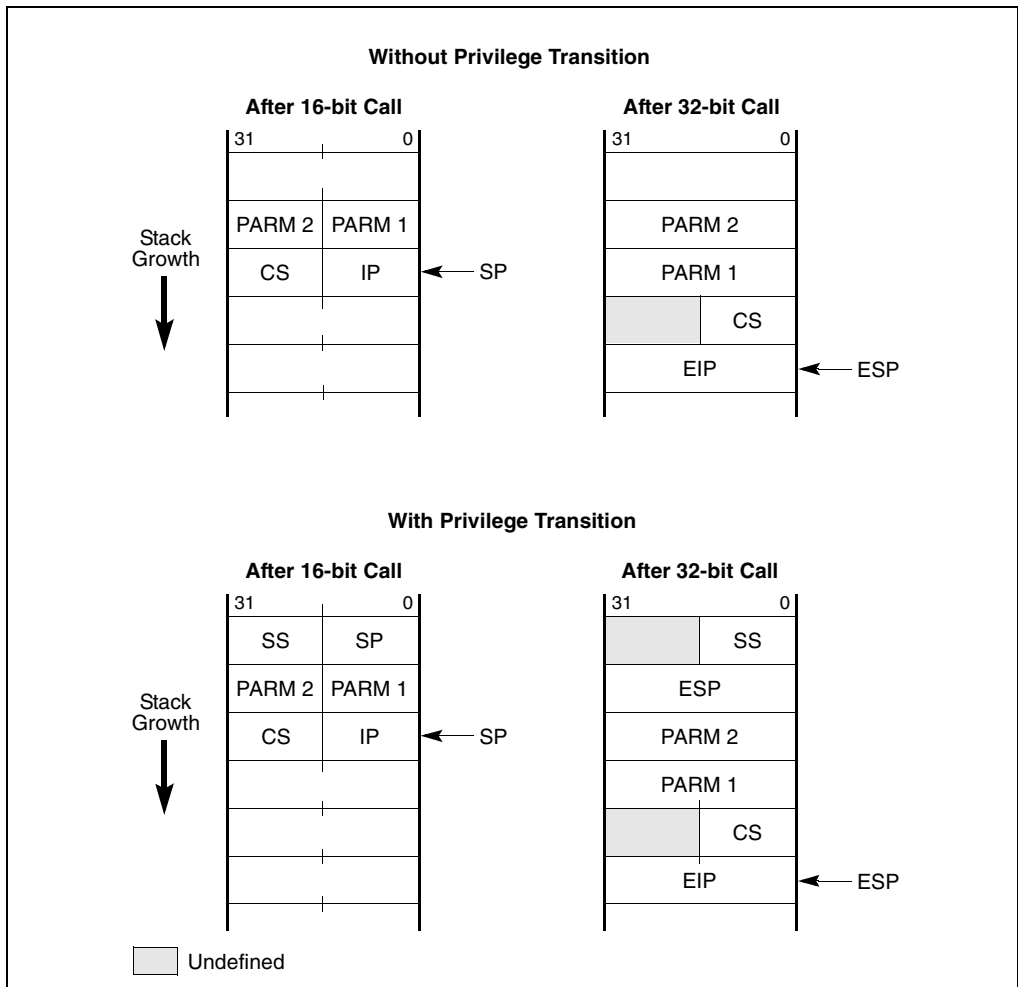 Without Privilege Transition
After 16-bit Call
After 32-bit Call
31 0
31 0
PARM 2 PARM 1
PARM 2
Stack
Growth
CS IP
SP
PARM 1
CS
EIP
ESP
With Privilege Transition
After 16-bit Call
After 32-bit Call
31 0
31 0
SS SP
SS
PARM 2 PARM 1
ESP
Stack
Growth
CS IP
SP
PARM 2
PARM 1
CS
EIP
ESP
Undefined